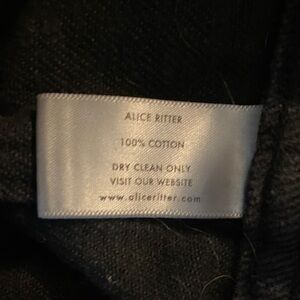 ALICE RITTER
100% COTTON
DRY CLEAN ONLY
VISIT OUR WEBSITE
www.aliceritter.com